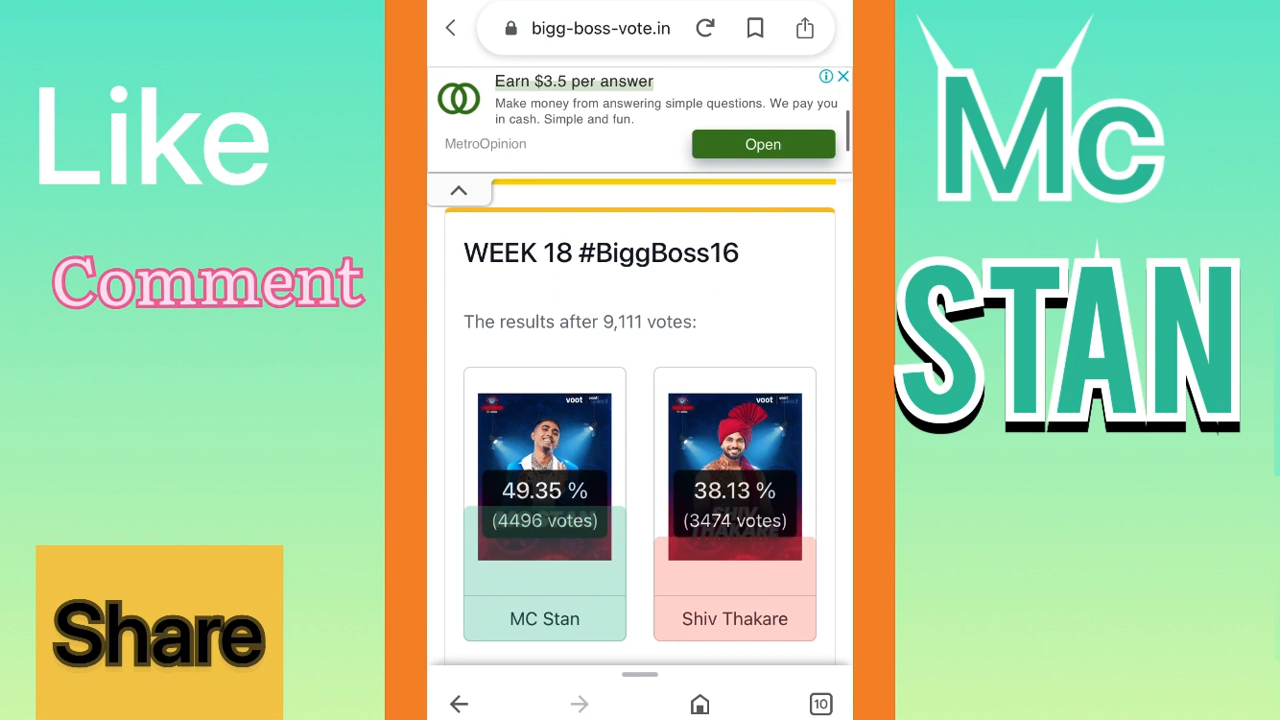 Like
Comment
Share
bigg-boss-vote.in
Earn $3.5 per answer
Make money from answering simple questions. We pay you
in cash. Simple and fun.
MetroOpinion
Open
WEEK 18 #BiggBoss16
The results after 9,111 votes:
voot
49.35 %
(4496 votes)
MC Stan
voot
38.13 %
(3474 votes)
SHIV
THAKARE
Shiv Thakare
10
Mc
STAN